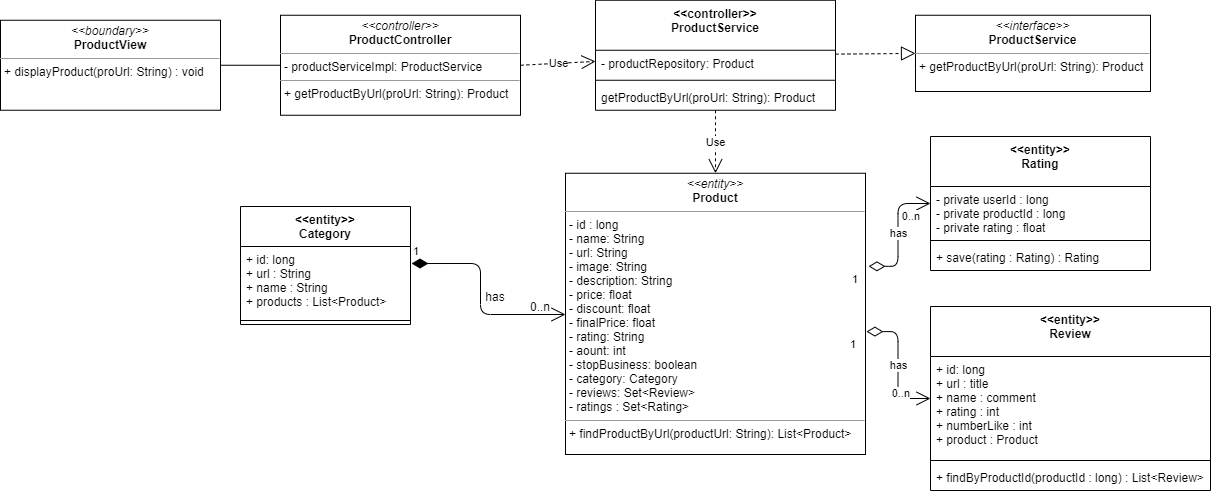 <<boundary>>
ProductView
+ displayProduct(proUrl: String) : void
<<controller>>
ProductController
- productServiceImpl: ProductService
+ getProductByUrl(proUrl: String): Product
Use
<<controller>>
ProductService
- productRepository: Product
getProductByUrl(proUrl: String): Product
<<interface>>
ProductService
+ getProductByUrl(proUrl: String): Product
Use
<<entity>>
Category
+ id: long
+ url : String
+ name : String
+ products : List<Product>
1
has
0..n
<<entity>>
Product
- id : long
- name: String
- url: String
- image: String
- description: String
- price: float
- discount: float
- finalPrice: float
- rating: String
- aount: int
- stopBusiness: boolean
- category: Category
- reviews: Set<Review>
- ratings : Set<Rating>
+ findProductByUrl(productUrl: String): List<Product>
1
has
0..n
<<entity>>
Rating
- private userId : long
- private productId : long
- private rating : float
+ save(rating : Rating) : Rating
1
has
0..n
<<entity>>
Review
+ id: long
+ url : title
+ name : comment
+ rating : int
+ numberLike : int
+ product : Product
+ findByProductId(productId : long) : List<Review>